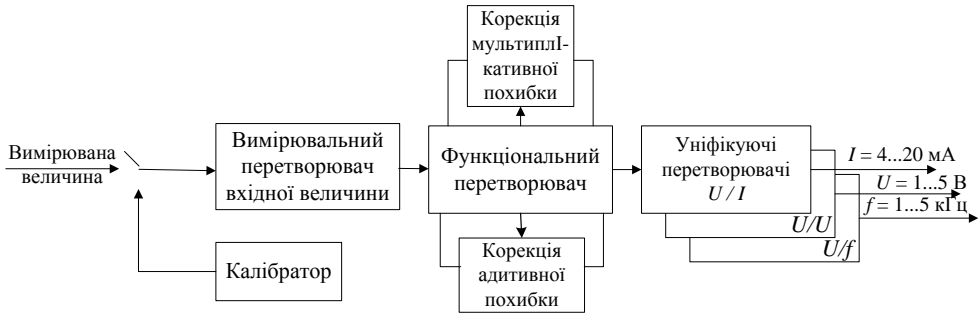 Корекція
мультиплІ-
кативної
похибки
Вимірювана
величина
Вимірювальний
перетворювач
вхідної величини
Функціональний
перетворювач
Уніфікуючі
перетворювачі
U / I
U/U
U/f
I = 4...20 мА
U = 1...5 В
f = 1...5 кГц
Калібратор
Корекція
адитивної
похибки